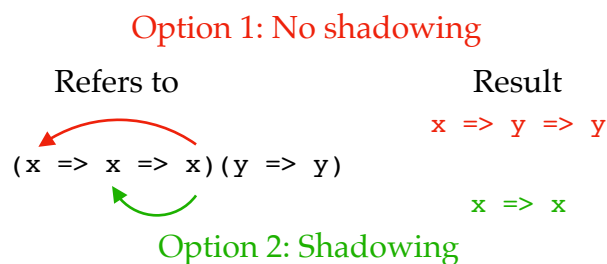 Option 1: No shadowing
Refers to Result
x => y => y
(x => x => x)(y => y)
x => x
Option 2: Shadowing